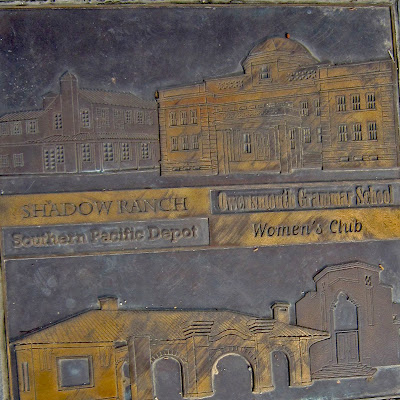 SHADOW RANCH
Owensmouth Grammar School
Southern Pacific Depot
Women's Club